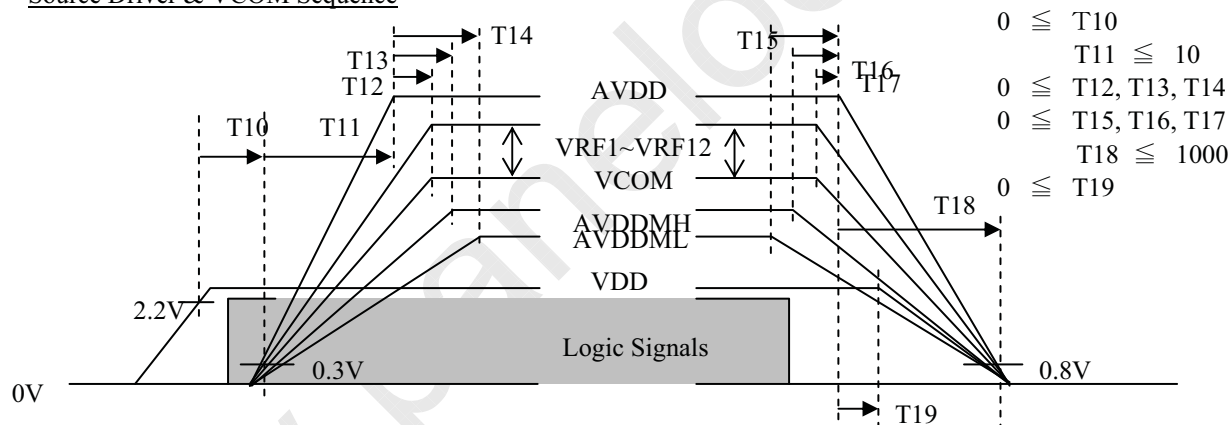 Source Driver & VCOM Sequence
T14
T13
T12
T10
T11
AVDD
VRF1~VRF12
VCOM
AVDDMH
AVDDML
VDD
Logic Signals
2.2V
0.3V
0V
T15
T16
T17
T18
0.8V
T19
0 ≦ T10
T11 ≦ 10
0 ≦ T12, T13, T14
0 ≦ T15, T16, T17
T18 ≦ 1000
0 ≦ T19